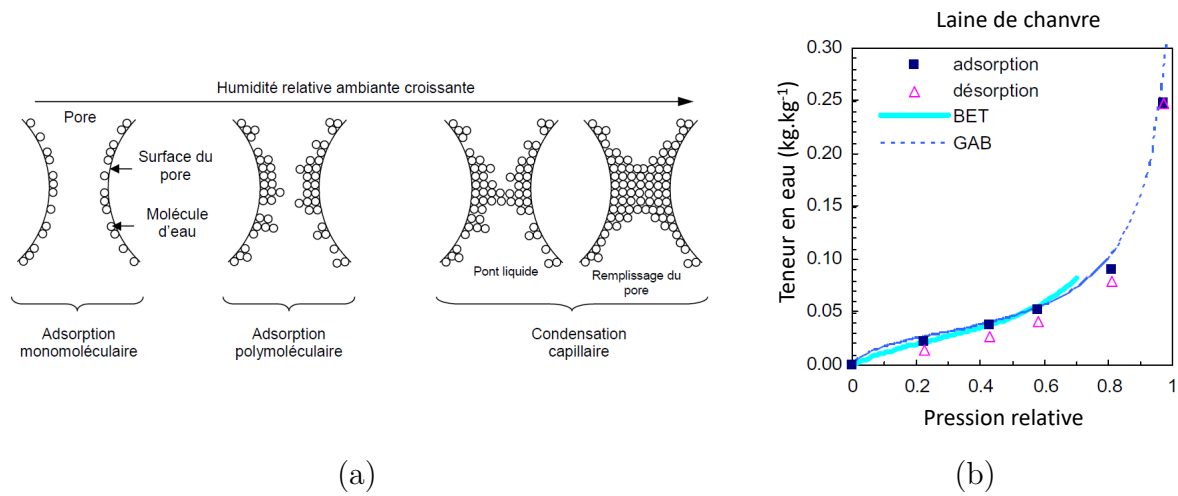 Humidité relative ambiante croissante
Pore
Surface du
pore
Molécule
d'eau
Pont liquide
Remplissage du
pore
Adsorption
monomoléculaire
Adsorption
polymoléculaire
Condensation
capillaire
(a)
Laine de chanvre
Teneur en eau (kg.kg⁻¹)
0.30
0.25
0.20
0.15
0.10
0.05
0.00
adsorption
désorption
BET
GAB
0 0.2 0.4 0.6 0.8 1
Pression relative
(b)